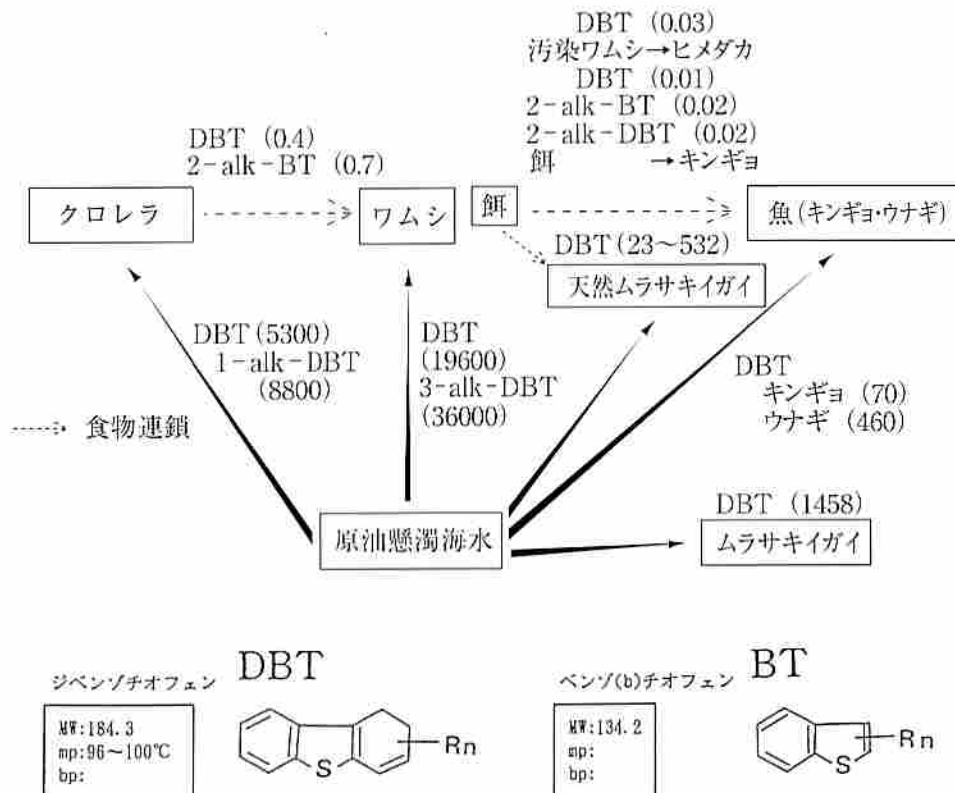 DBT (0.03)
汚染ワムシ→ヒメダカ
DBT (0.01)
2-alk-BT (0.02)
2-alk-DBT (0.02)
餌 →キンギョ
DBT (0.4)
2-alk-BT (0.7)
クロレラ
ワムシ
餌
魚(キンギョ・ウナギ)
DBT(23～532)
天然ムラサキイガイ
DBT(5300)
1-alk-DBT
(8800)
DBT
(19600)
3-alk-DBT
(36000)
DBT
キンギョ (70)
ウナギ (460)
食物連鎖
原油懸濁海水
DBT (1458)
ムラサキイガイ
ジベンゾチオフェン DBT
MW:184.3
mp:96～100℃
bp:
S
Rn
ベンゾ(b)チオフェン BT
MW:134.2
mp:
bp:
S
Rn